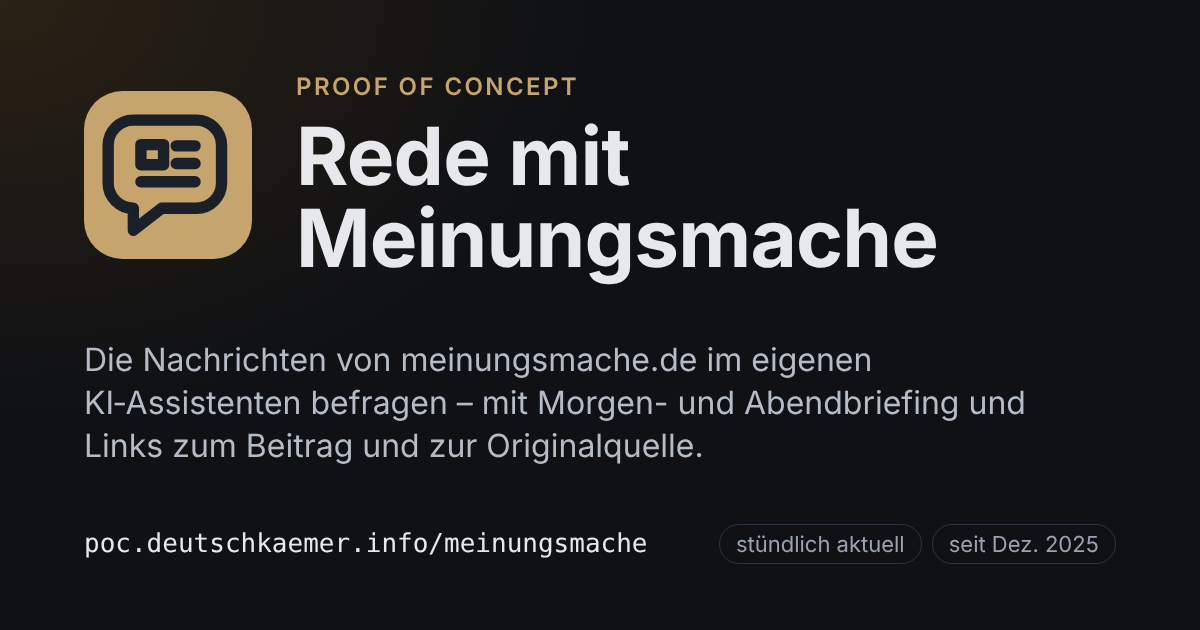 PROOF OF CONCEPT
Rede mit
Meinungsmache
Die Nachrichten von meinungsmache.de im eigenen
KI-Assistenten befragen – mit Morgen- und Abendbriefing und
Links zum Beitrag und zur Originalquelle.
poc.deutschkaemer.info/meinungsmache
stündlich aktuell
seit Dez. 2025